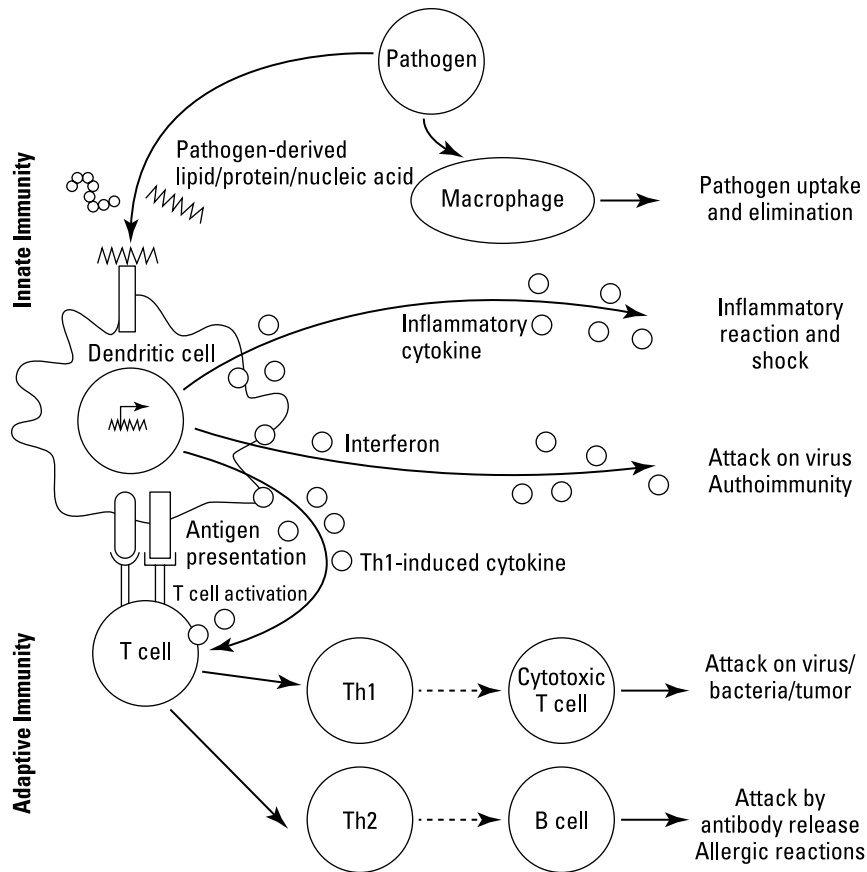 Pathogen
Innate Immunity
Pathogen-derived
lipid/protein/nucleic acid
Macrophage
Pathogen uptake
and elimination
Dendritic cell
Inflammatory
cytokine
Inflammatory
reaction and
shock
Interferon
Attack on virus
Authoimmunity
Antigen
presentation
Th1-induced cytokine
T cell activation
Adaptive Immunity
T cell
Th1
Cytotoxic
T cell
Attack on virus/
bacteria/tumor
Th2
B cell
Attack by
antibody release
Allergic reactions